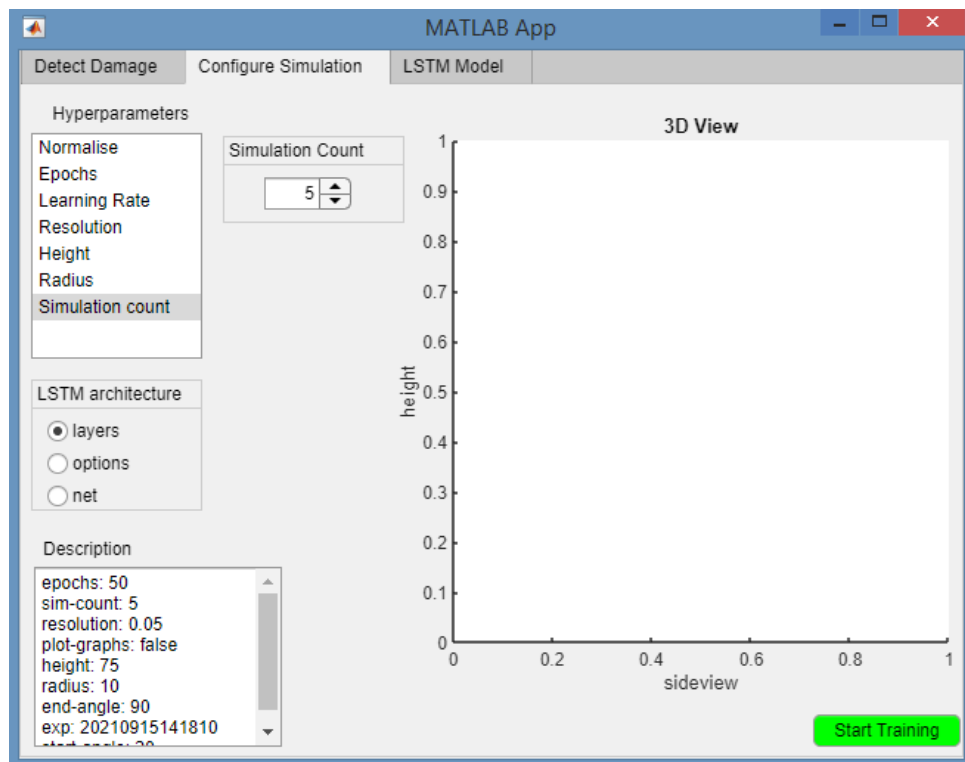 MATLAB App
Detect Damage
Configure Simulation
LSTM Model
Hyperparameters
Normalise
Epochs
Learning Rate
Resolution
Height
Radius
Simulation count
Simulation Count
5
LSTM architecture
layers
options
net
Description
epochs: 50
sim-count: 5
resolution: 0.05
plot-graphs: false
height: 75
radius: 10
end-angle: 90
exp: 20210915141810
3D View
1
0.9
0.8
0.7
0.6
0.5
0.4
0.3
0.2
0.1
0
height
0 0.2 0.4 0.6 0.8 1
sideview
Start Training